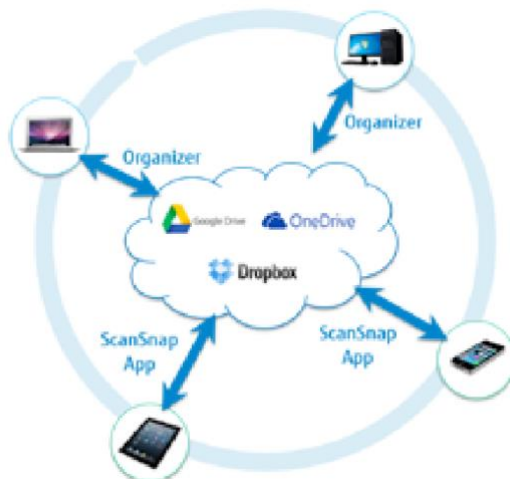 Organizer
Organizer
Google Drive
OneDrive
Dropbox
ScanSnap
App
ScanSnap
App